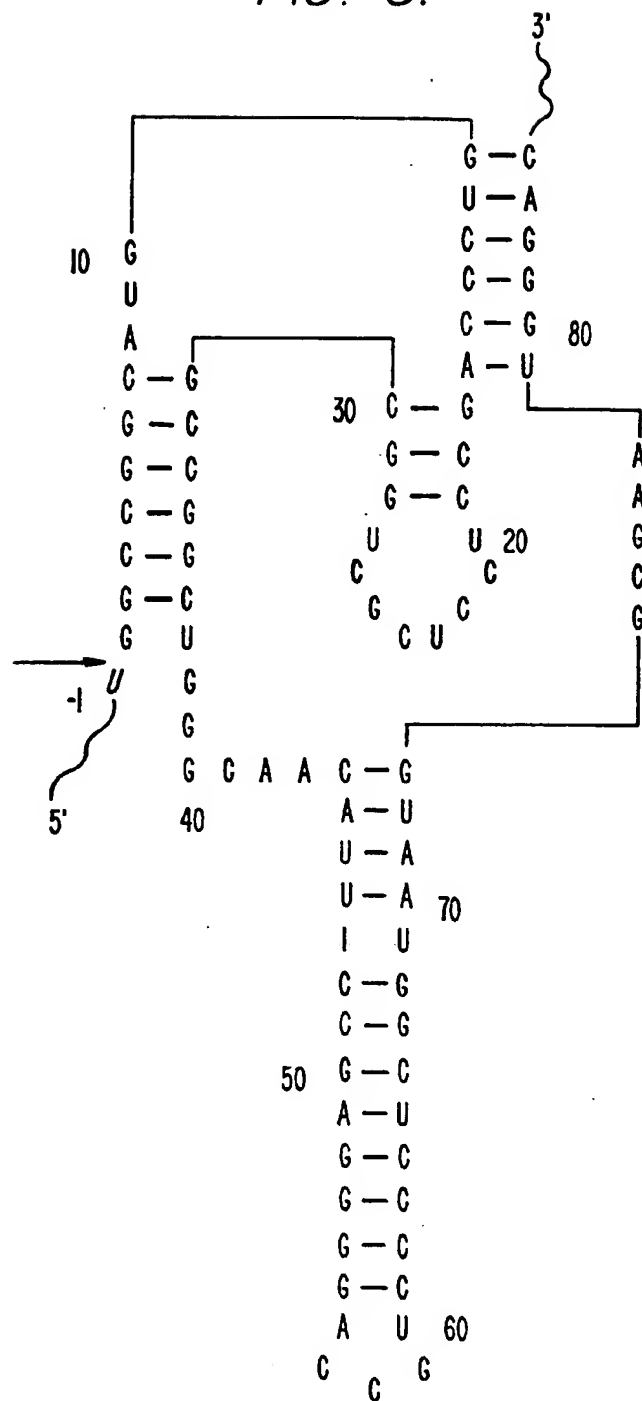 FIG. 3.
3'
G — C
U — A
C — G
10 G
C — G
U
C — G
80
A
A — U
C — G
30 C — G
G — C
G — C
A
G — C
G — C
A
C — G
U U 20
G
C — G
C C
C
G — C
G C U C
G
G U
-1 U
G
G
G C A A C — G
5'
40
A — U
U — A
U — A
70
I U
C — G
C — G
50 G — C
A — U
G — C
G — C
G — C
G — C
A U 60
C G
C